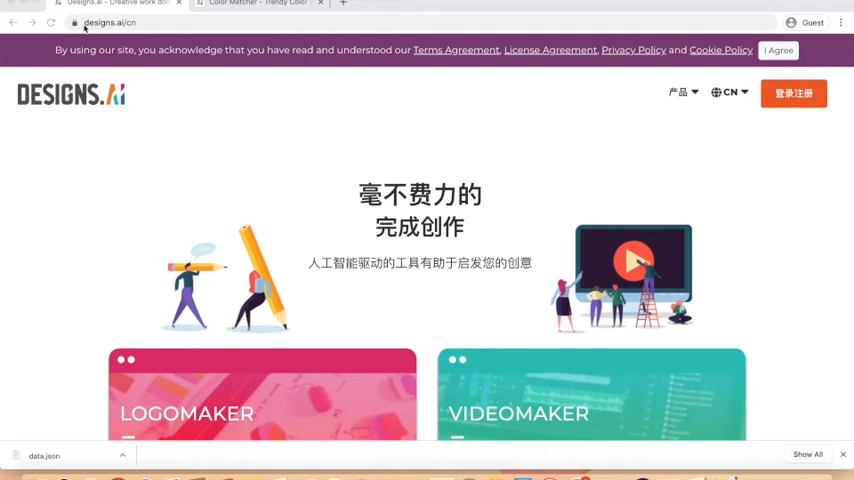 Designs.ai - Creative work don
Color Matcher - Trendy Color
designs.ai/cn
Guest
By using our site, you acknowledge that you have read and understood our Terms Agreement, License Agreement, Privacy Policy and Cookie Policy
I Agree
DESIGNS.Ai
产品
CN
登录注册
毫不费力的
完成创作
人工智能驱动的工具有助于启发您的创意
LOGOMAKER
VIDEOMAKER
data.json
Show All